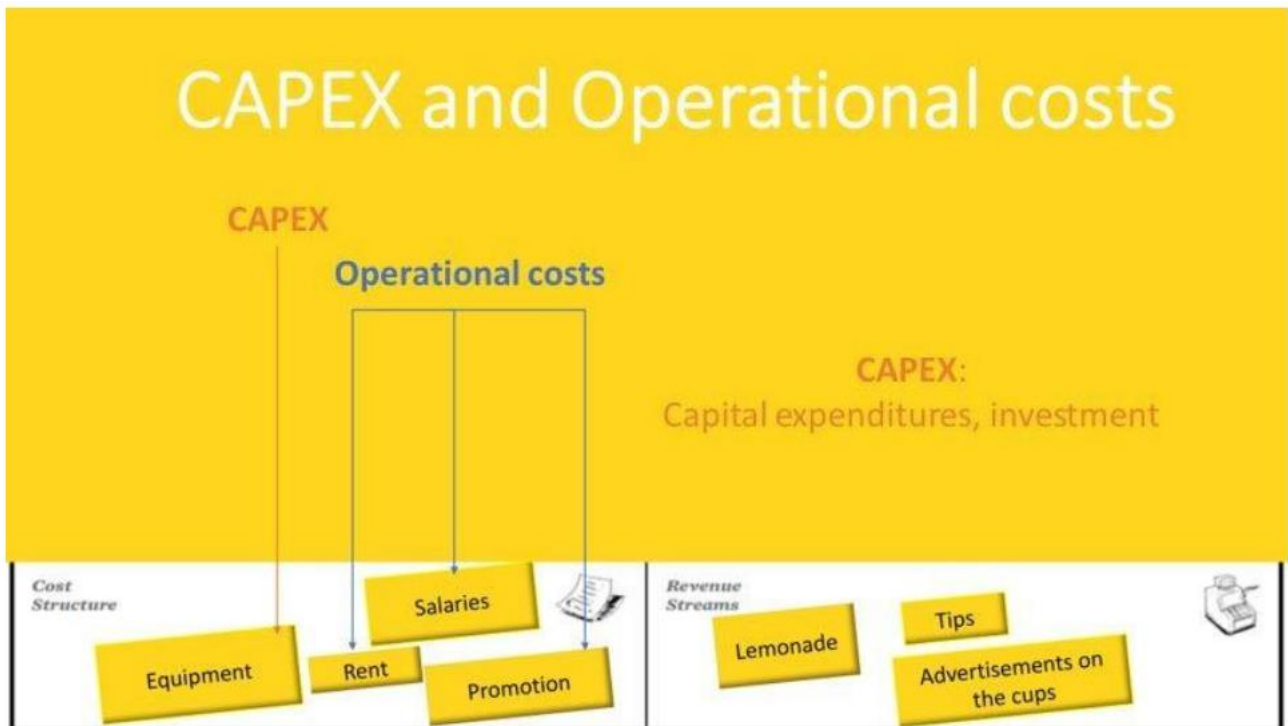 CAPEX and Operational costs
CAPEX
Operational costs
CAPEX:
Capital expenditures, investment
Cost
Structure
Salaries
Equipment
Rent
Promotion
Revenue
Streams
Lemonade
Tips
Advertisements on
the cups